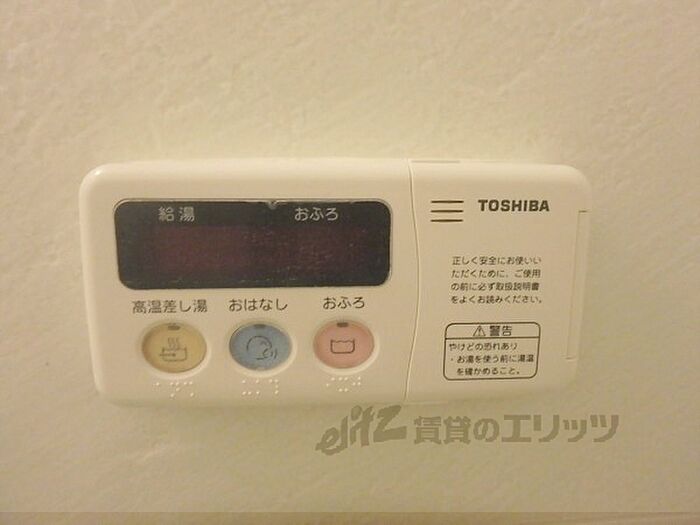 給湯 おふろ
TOSHIBA
正しく安全にお使いい
ただくために、ご使用
の前に必ず取扱説明書
をよくお読みください。
高温差し湯 おはなし おふろ
⚠警告
やけどの恐れあり
・お湯を使う前に湯温
を確かめること。
elitz 賃貸のエリッツ